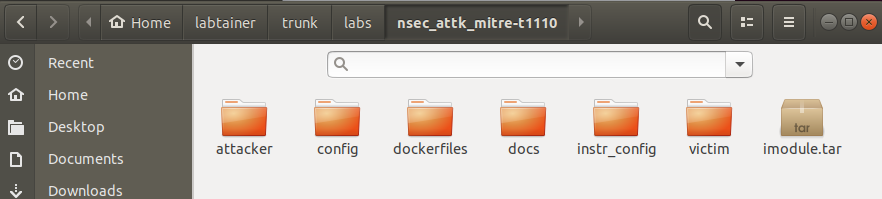 Home labtainer trunk labs nsec_attk_mitre-t1110
Recent
Home
Desktop
Documents
Downloads
attacker config dockerfiles docs instr_config victim imodule.tar
tar